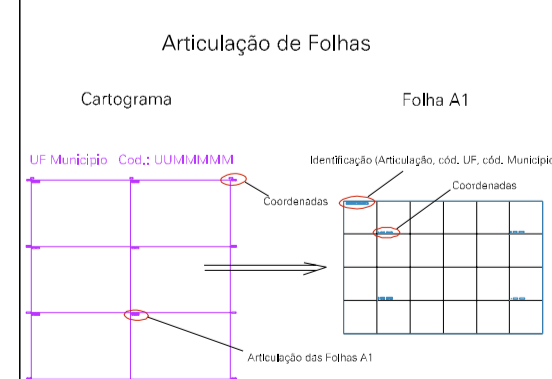 Articulação de Folhas
Cartograma
Folha A1
UF Municipio Cod.: UUMMMMM
Identificação (Articulação, cód. UF, cód. Municipio
Coordenadas
Coordenadas
Articulação das Folhas A1